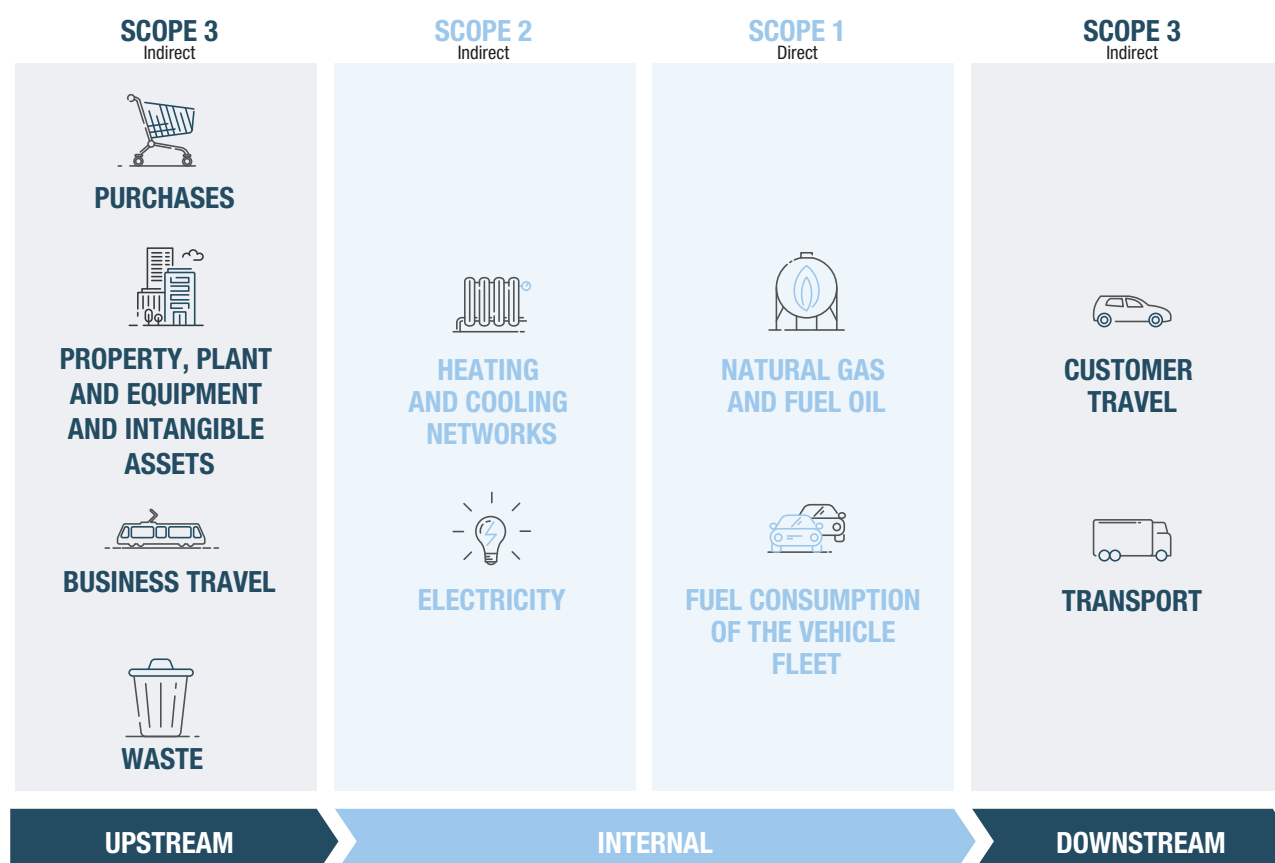 SCOPE 3
Indirect
PURCHASES
PROPERTY, PLANT
AND EQUIPMENT
AND INTANGIBLE
ASSETS
BUSINESS TRAVEL
WASTE
SCOPE 2
Indirect
HEATING
AND COOLING
NETWORKS
ELECTRICITY
SCOPE 1
Direct
NATURAL GAS
AND FUEL OIL
FUEL CONSUMPTION
OF THE VEHICLE
FLEET
SCOPE 3
Indirect
CUSTOMER
TRAVEL
TRANSPORT
UPSTREAM
INTERNAL
DOWNSTREAM